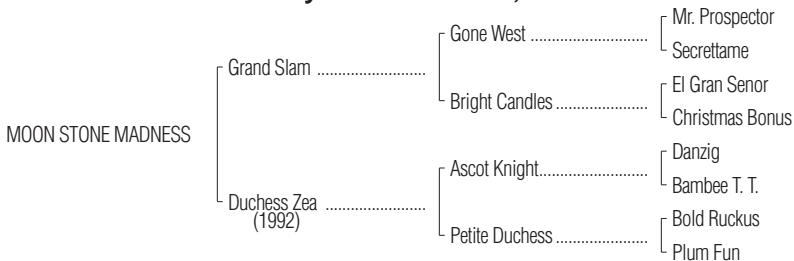 Mr. Prospector
Gone West
Secrettame
Grand Slam
El Gran Senor
Bright Candles
Christmas Bonus
MOON STONE MADNESS
Danzig
Ascot Knight
Bambee T. T.
Duchess Zea
(1992)
Bold Ruckus
Petite Duchess
Plum Fun